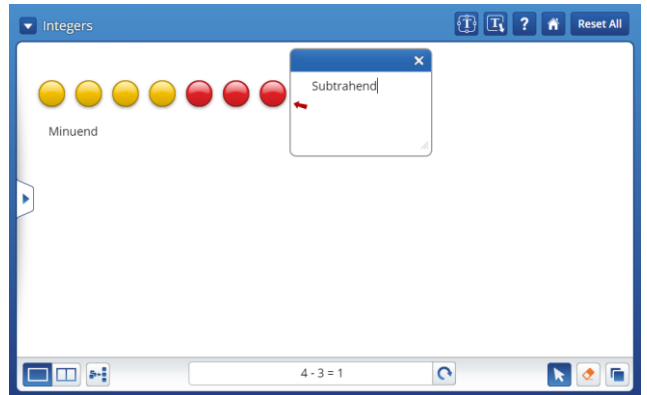 Integers
T
T
?
Reset All
Subtrahend
Minuend
4 - 3 = 1